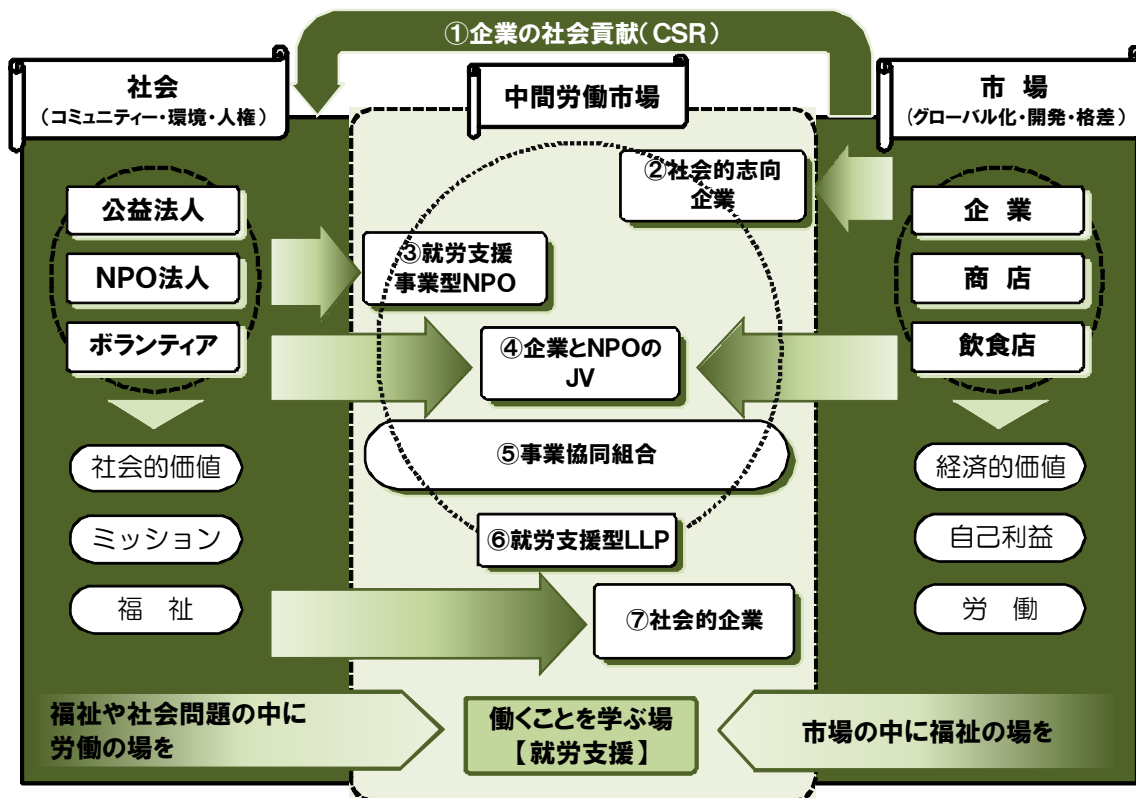 ①企業の社会貢献(CSR)
社会
(コミュニティー・環境・人権)
中間労働市場
市 場
(グローバル化・開発・格差)
公益法人
NPO法人
ボランティア
社会的価値
ミッション
福 祉
②社会的志向
企業
③就労支援
事業型NPO
④企業とNPOの
JV
⑤事業協同組合
⑥就労支援型LLP
⑦社会的企業
企 業
商 店
飲食店
経済的価値
自己利益
労 働
福祉や社会問題の中に
労働の場を
働くことを学ぶ場
【就労支援】
市場の中に福祉の場を